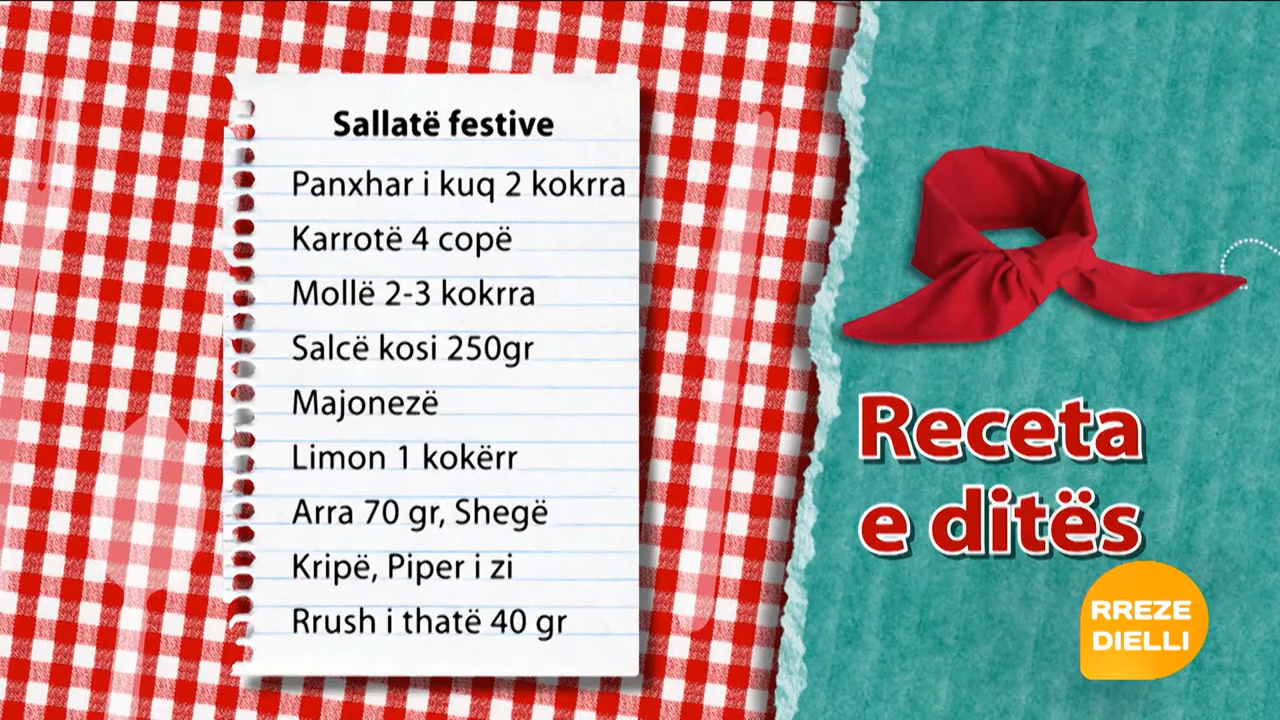 Sallatë festive
Panxhar i kuq 2 kokrra
Karrotë 4 copë
Mollë 2-3 kokrra
Salcë kosi 250gr
Majonezë
Limon 1 kokërr
Arra 70 gr, Shegë
Kripë, Piper i zi
Rrush i thatë 40 gr
Receta
e ditës
RREZE
DIELLI